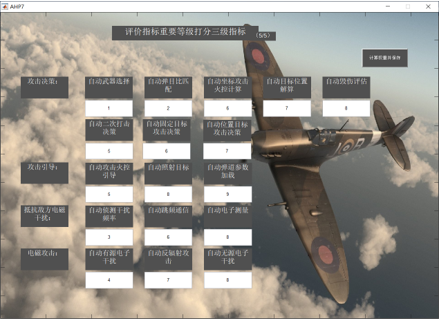 AHP7
评价指标重要等级打分三级指标
(5/5)
计算权重并保存
攻击决策：
自动武器选择
自动弹目比匹
配
自动坐标攻击
火控计算
自动目标位置
解算
自动毁伤评估
1
2
6
7
8
自动二次打击
决策
自动固定目标
攻击决策
自动位置目标
攻击决策
5
6
7
攻击引导：
自动攻击火控
引导
自动照射目标
自动弹道参数
加载
6
8
9
抵抗敌方电磁
干扰：
自动侦测干扰
频率
自动跳频通信
自动电子测量
3
6
8
电磁攻击：
自动有源电子
干扰
自动反辐射攻
击
自动无源电子
干扰
4
7
8